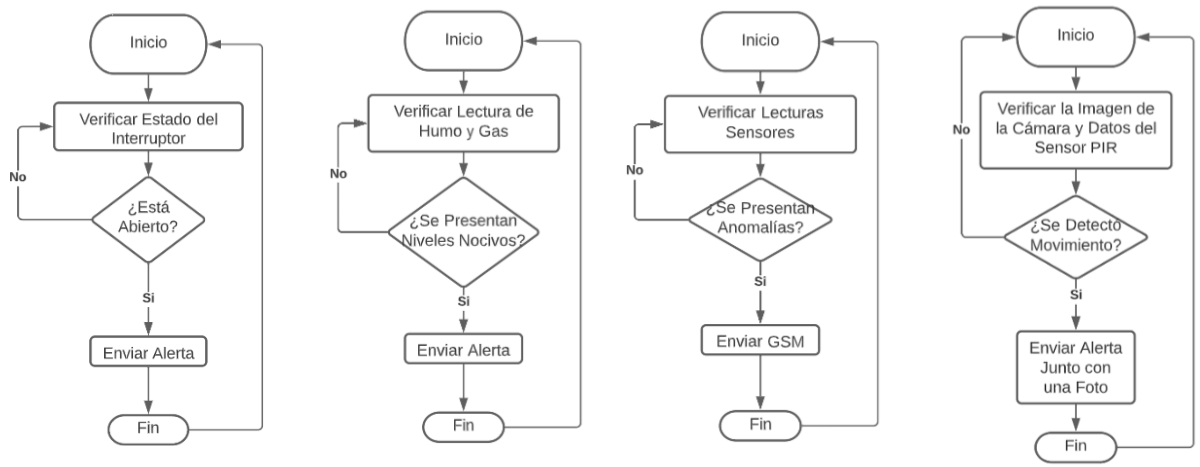 Inicio
Verificar Estado del
Interruptor
No
¿Está
Abierto?
Si
Enviar Alerta
Fin
Inicio
Verificar Lectura de
Humo y Gas
No
¿Se Presentan
Niveles Nocivos?
Si
Enviar Alerta
Fin
Inicio
Verificar Lecturas
Sensores
No
¿Se Presentan
Anomalías?
Si
Enviar GSM
Fin
Inicio
Verificar la Imagen de
la Cámara y Datos del
Sensor PIR
No
¿Se Detectó
Movimiento?
Si
Enviar Alerta
Junto con
una Foto
Fin